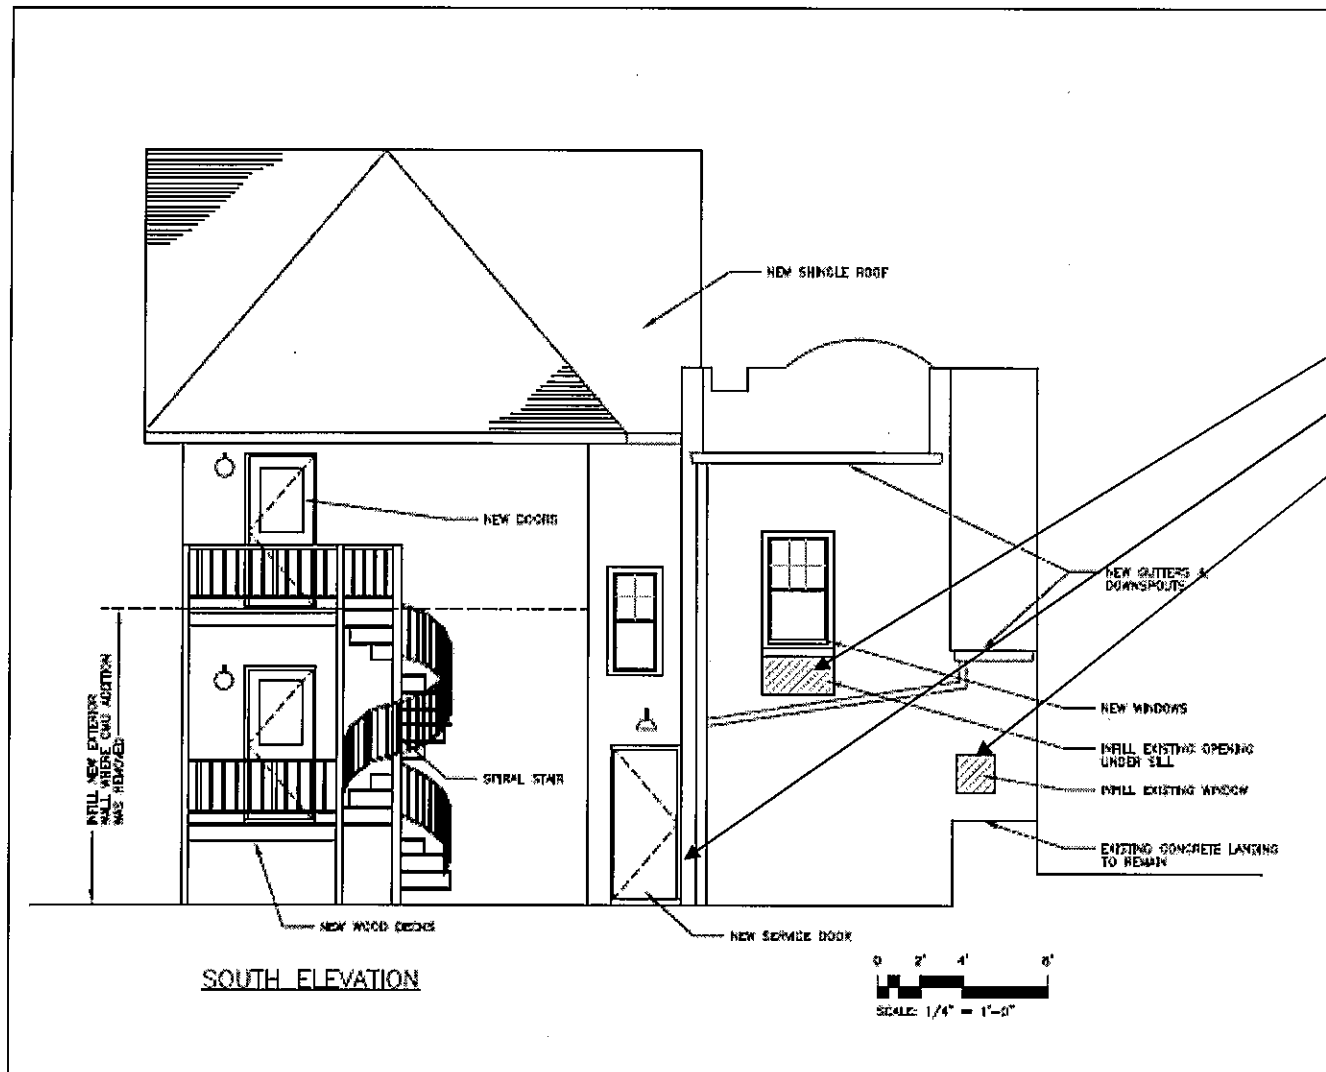 NEW SHINGLE ROOF
NEW DOORS
NEW GUTTERS &
DOWNSPOUTS
INFILL NEW EXTERIOR
WALL WHERE CMU ADDITION
WAS REMOVED
NEW WINDOWS
INFILL EXISTING OPENING
UNDER SILL
SPIRAL STAIR
INFILL EXISTING WINDOW
EXISTING CONCRETE LANDING
TO REMAIN
NEW WOOD DECKS
NEW SERVICE DOOR
SOUTH ELEVATION
0 2' 4' 8'
SCALE: 1/4" = 1'-0"